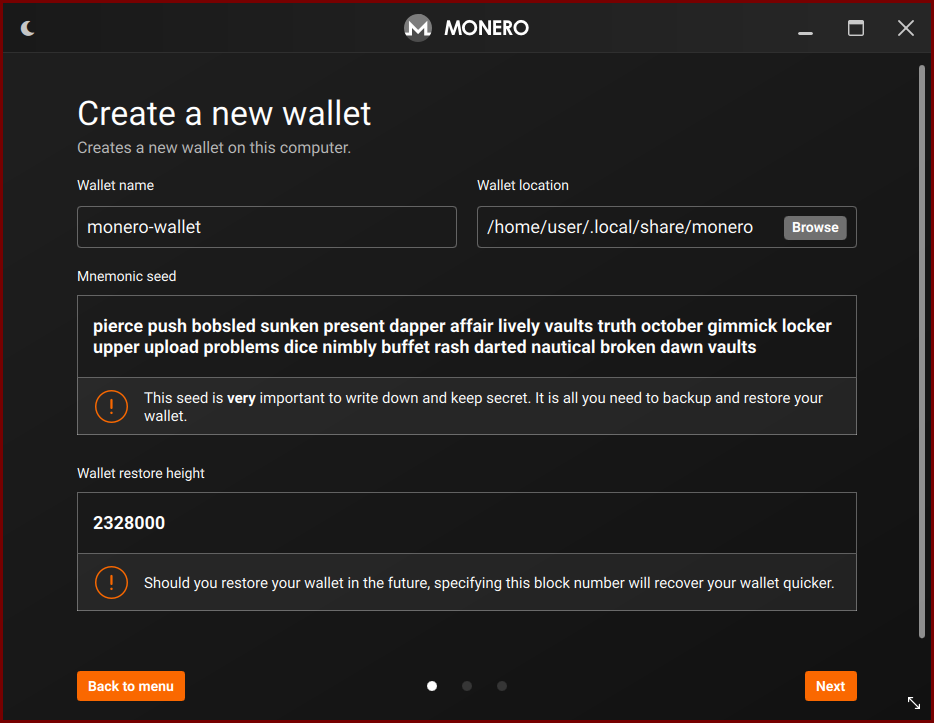 MONERO
Create a new wallet
Creates a new wallet on this computer.
Wallet name
Wallet location
monero-wallet
/home/user/.local/share/monero
Browse
Mnemonic seed
pierce push bobsled sunken present dapper affair lively vaults truth october gimmick locker
upper upload problems dice nimbly buffet rash darted nautical broken dawn vaults
This seed is very important to write down and keep secret. It is all you need to backup and restore your
wallet.
Wallet restore height
2328000
Should you restore your wallet in the future, specifying this block number will recover your wallet quicker.
Back to menu
Next